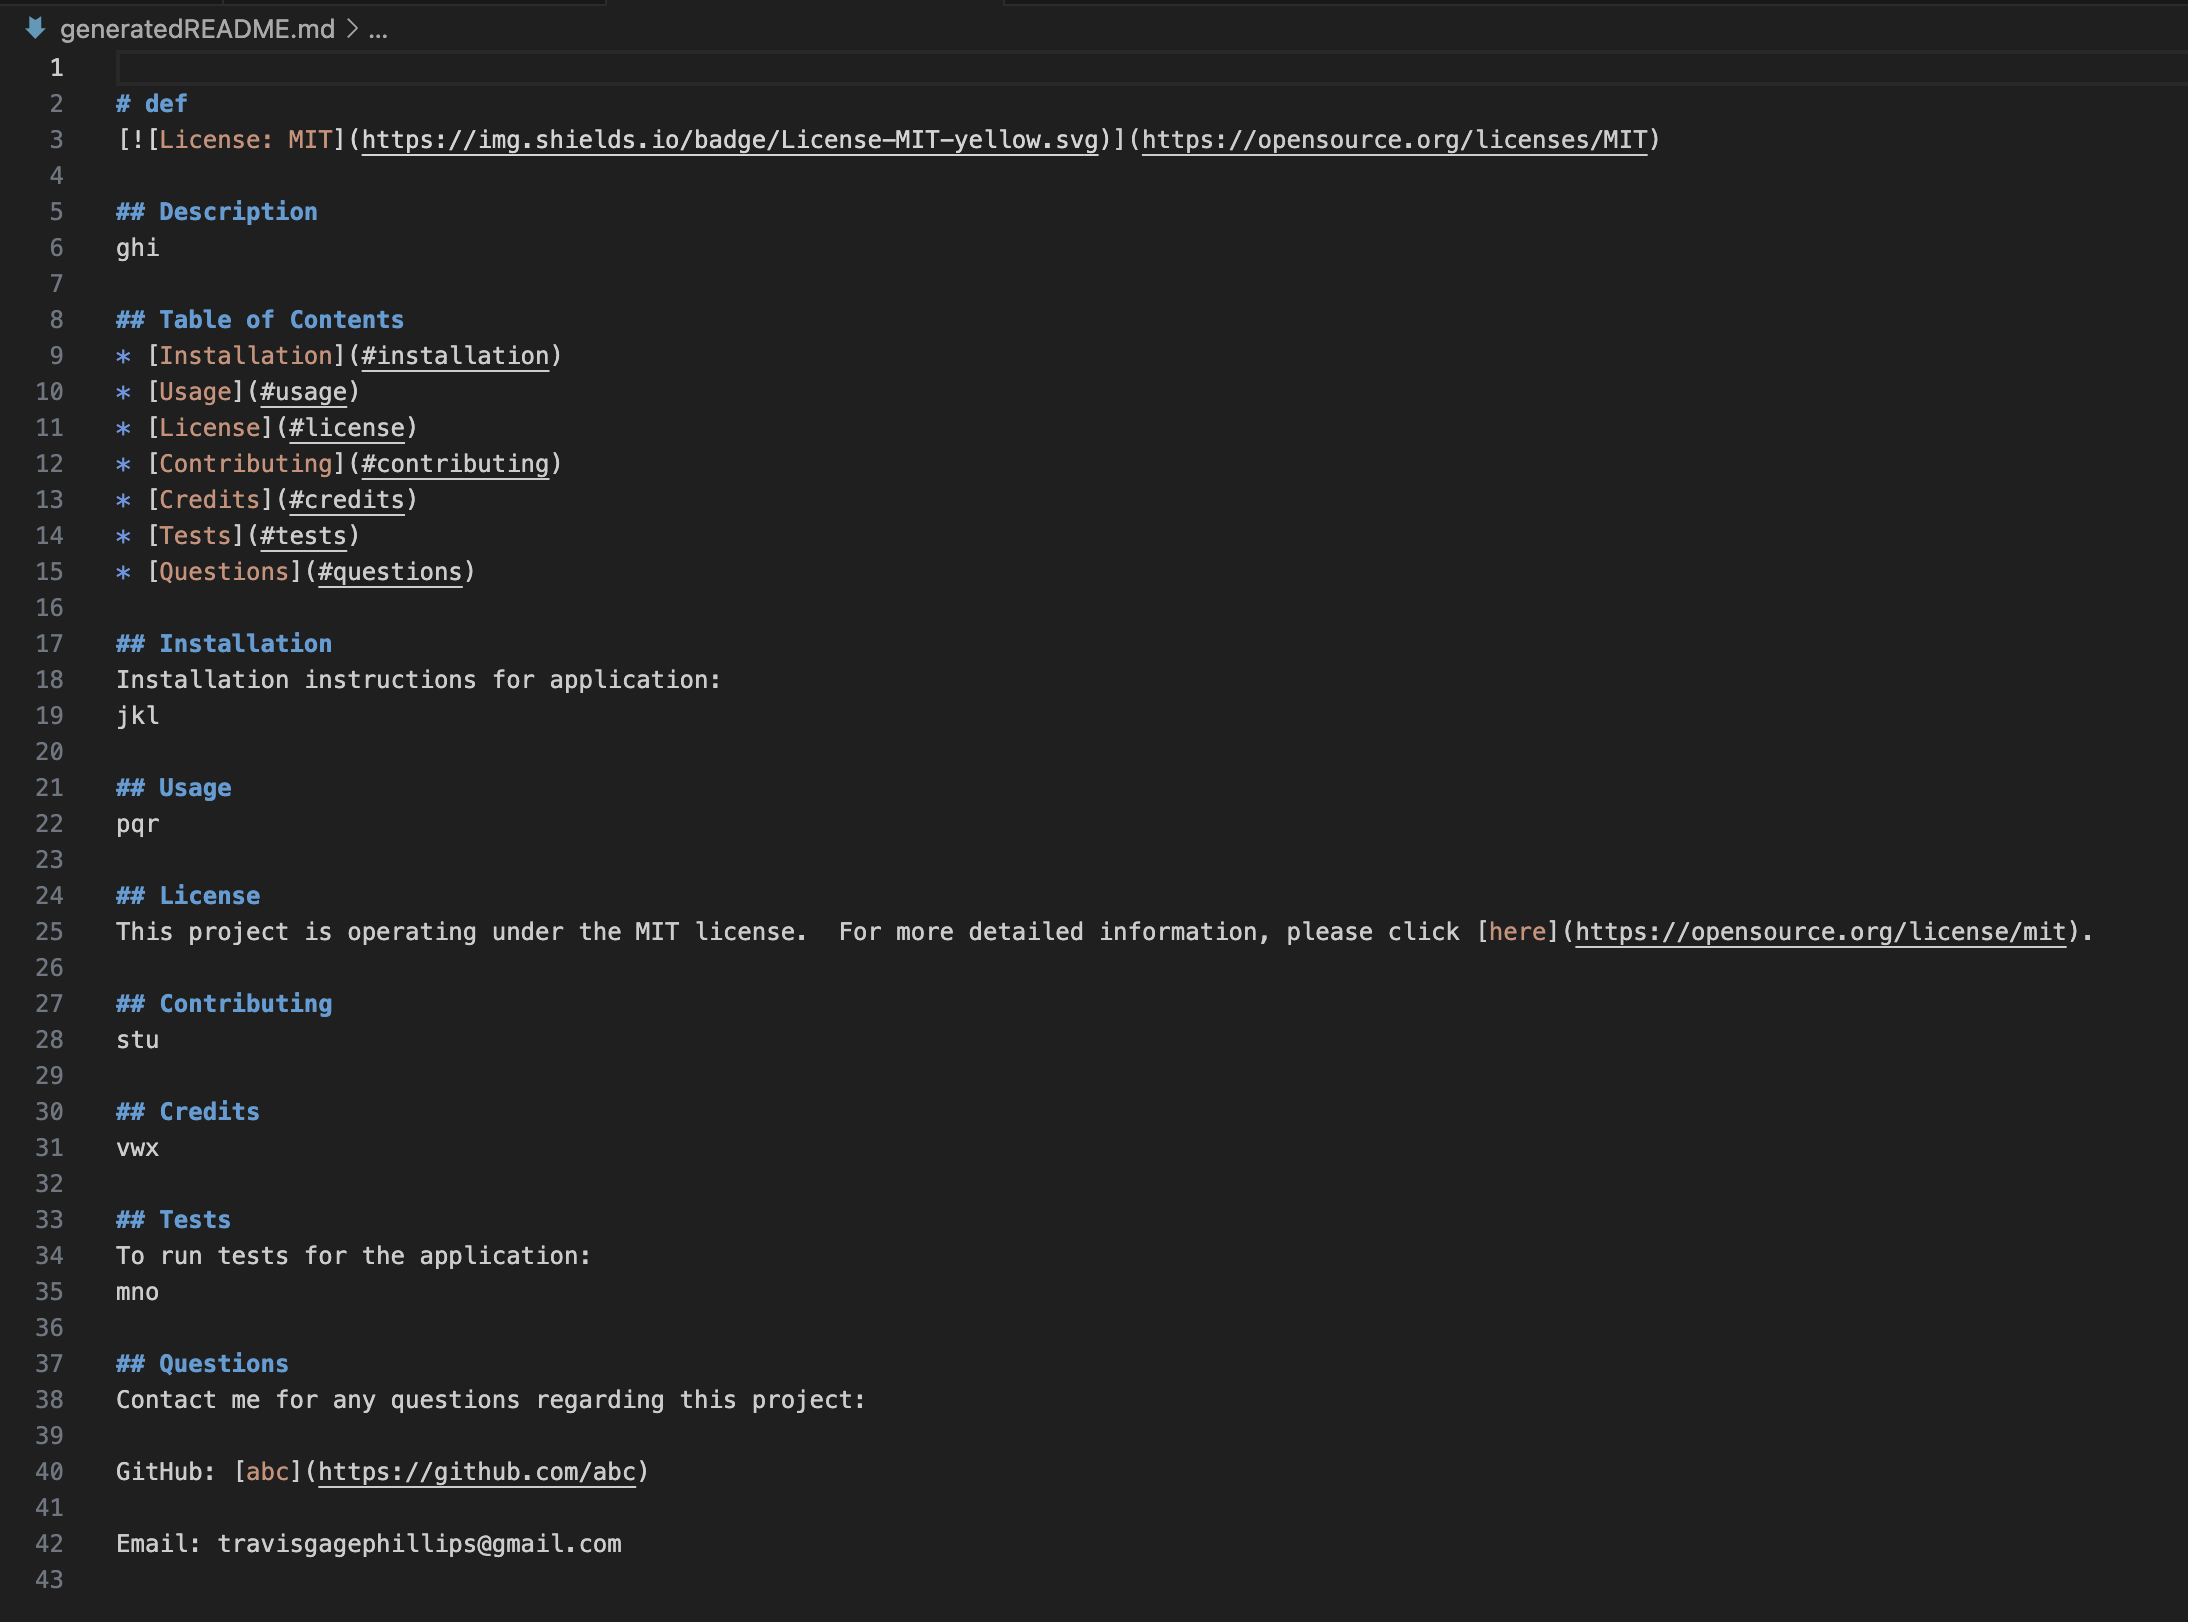 generatedREADME.md > ...
1
2 # def
3 [![License: MIT](https://img.shields.io/badge/License-MIT-yellow.svg)](https://opensource.org/licenses/MIT)
4
5 ## Description
6 ghi
7
8 ## Table of Contents
9 * [Installation](#installation)
10 * [Usage](#usage)
11 * [License](#license)
12 * [Contributing](#contributing)
13 * [Credits](#credits)
14 * [Tests](#tests)
15 * [Questions](#questions)
16
17 ## Installation
18 Installation instructions for application:
19 jkl
20
21 ## Usage
22 pqr
23
24 ## License
25 This project is operating under the MIT license.  For more detailed information, please click [here](https://opensource.org/license/mit).
26
27 ## Contributing
28 stu
29
30 ## Credits
31 vwx
32
33 ## Tests
34 To run tests for the application:
35 mno
36
37 ## Questions
38 Contact me for any questions regarding this project:
39
40 GitHub: [abc](https://github.com/abc)
41
42 Email: travisgagephillips@gmail.com
43